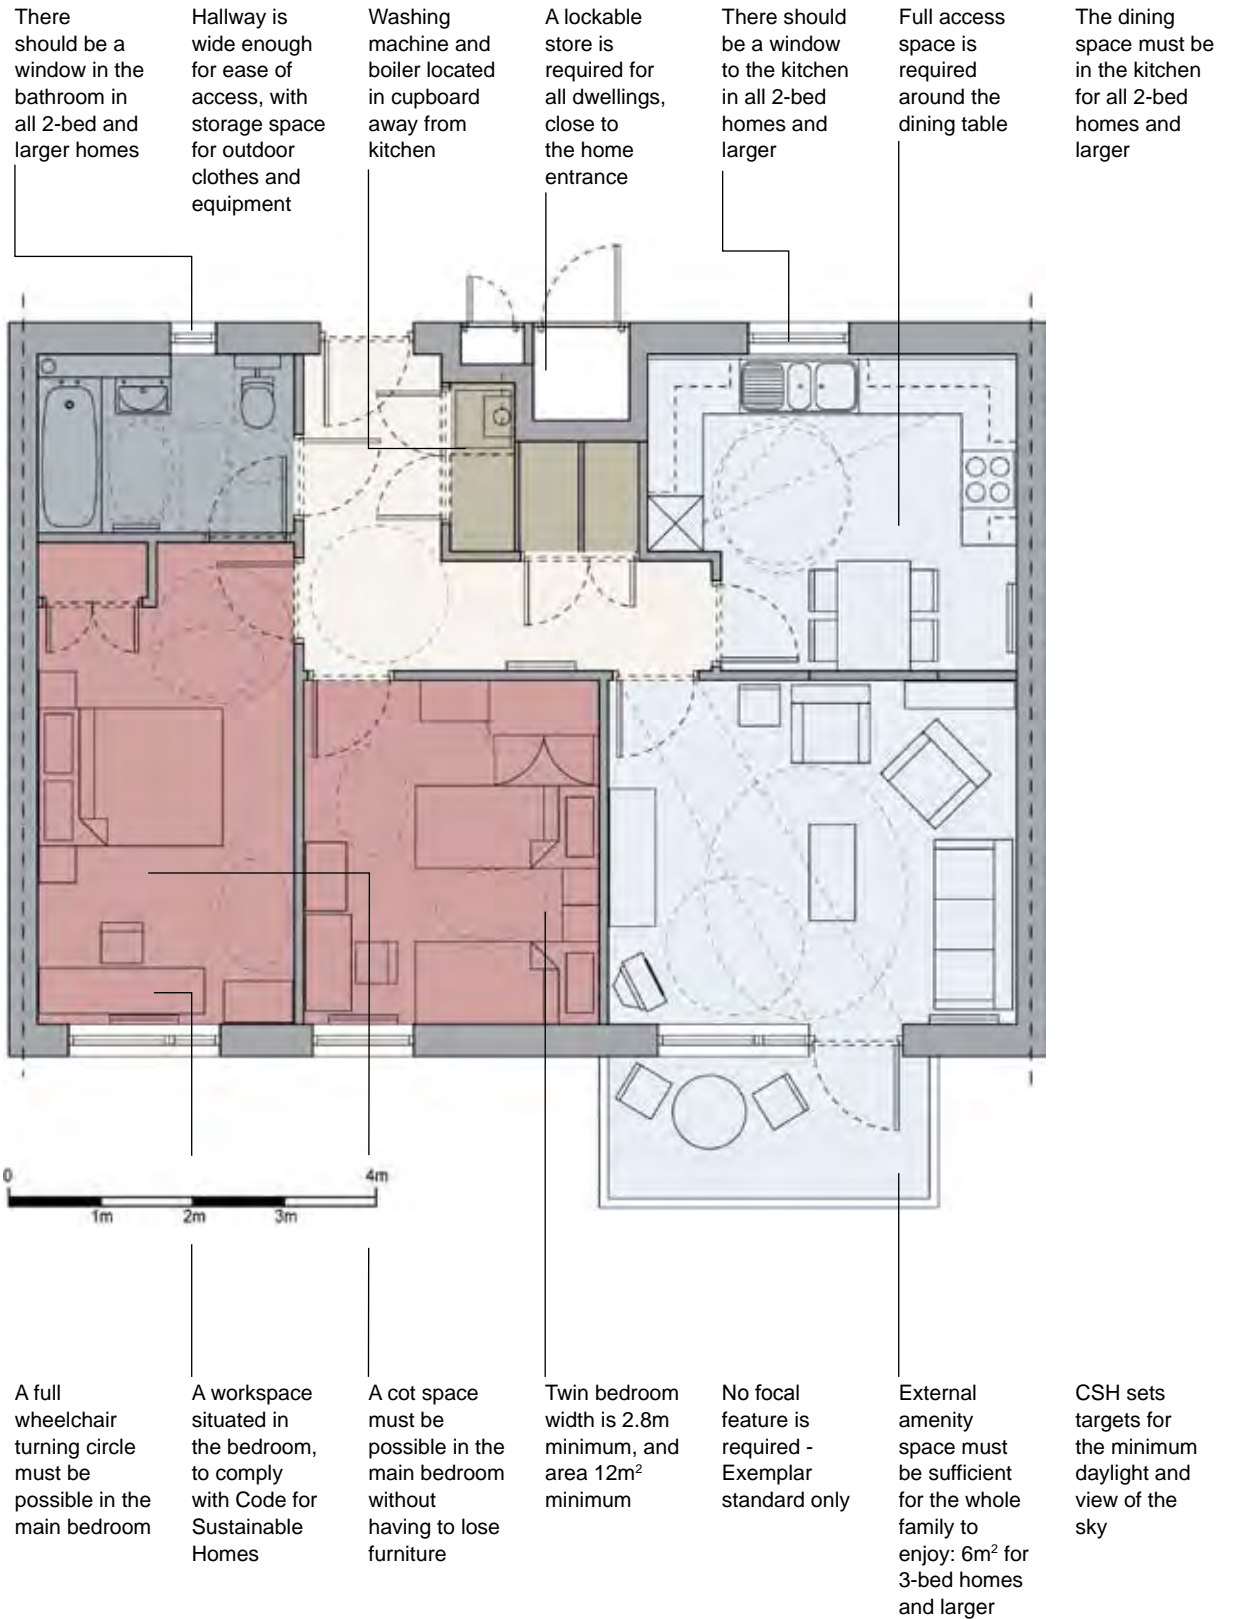 There
should be a
window in the
bathroom in
all 2-bed and
larger homes
Hallway is
wide enough
for ease of
access, with
storage space
for outdoor
clothes and
equipment
Washing
machine and
boiler located
in cupboard
away from
kitchen
A lockable
store is
required for
all dwellings,
close to
the home
entrance
There should
be a window
to the kitchen
in all 2-bed
homes and
larger
Full access
space is
required
around the
dining table
The dining
space must be
in the kitchen
for all 2-bed
homes and
larger
0
4m
1m
2m
3m
A full
wheelchair
turning circle
must be
possible in the
main bedroom
A workspace
situated in
the bedroom,
to comply
with Code for
Sustainable
Homes
A cot space
must be
possible in the
main bedroom
without
having to lose
furniture
Twin bedroom
width is 2.8m
minimum, and
area 12m²
minimum
No focal
feature is
required -
Exemplar
standard only
External
amenity
space must
be sufficient
for the whole
family to
enjoy: 6m² for
3-bed homes
and larger
CSH sets
targets for
the minimum
daylight and
view of the
sky